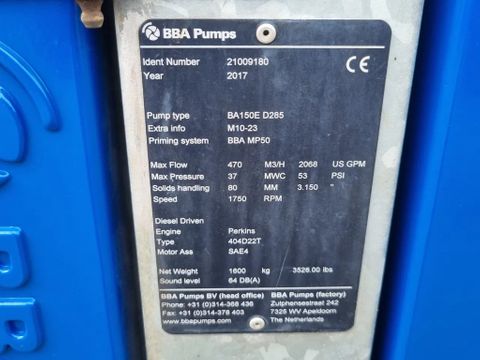 BBA Pumps
Ident Number 21009180
Year 2017
CE
Pump type BA150E D285
Extra info M10-23
Priming system BBA MP50
Max Flow 470 M3/H 2068 US GPM
Max Pressure 37 MWC 53 PSI
Solids handling 80 MM 3.150 "
Speed 1750 RPM
Diesel Driven
Engine Perkins
Type 404D22T
Motor Ass SAE4
Net Weight 1600 kg 3526.00 lbs
Sound level 64 DB(A)
BBA Pumps BV (head office) BBA Pumps (factory)
Phone: +31 (0)314-368 436 Zutphensestraat 242
Fax: +31 (0)314-378 403 7325 WV Apeldoorn
www.bbapumps.com The Netherlands